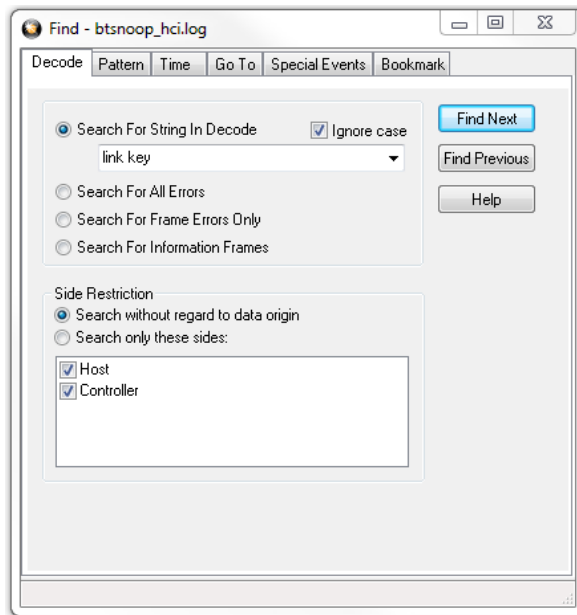 Find - btsnoop_hci.log
Decode Pattern Time Go To Special Events Bookmark
Search For String In Decode Ignore case
link key
Search For All Errors
Search For Frame Errors Only
Search For Information Frames
Find Next
Find Previous
Help
Side Restriction
Search without regard to data origin
Search only these sides:
Host
Controller